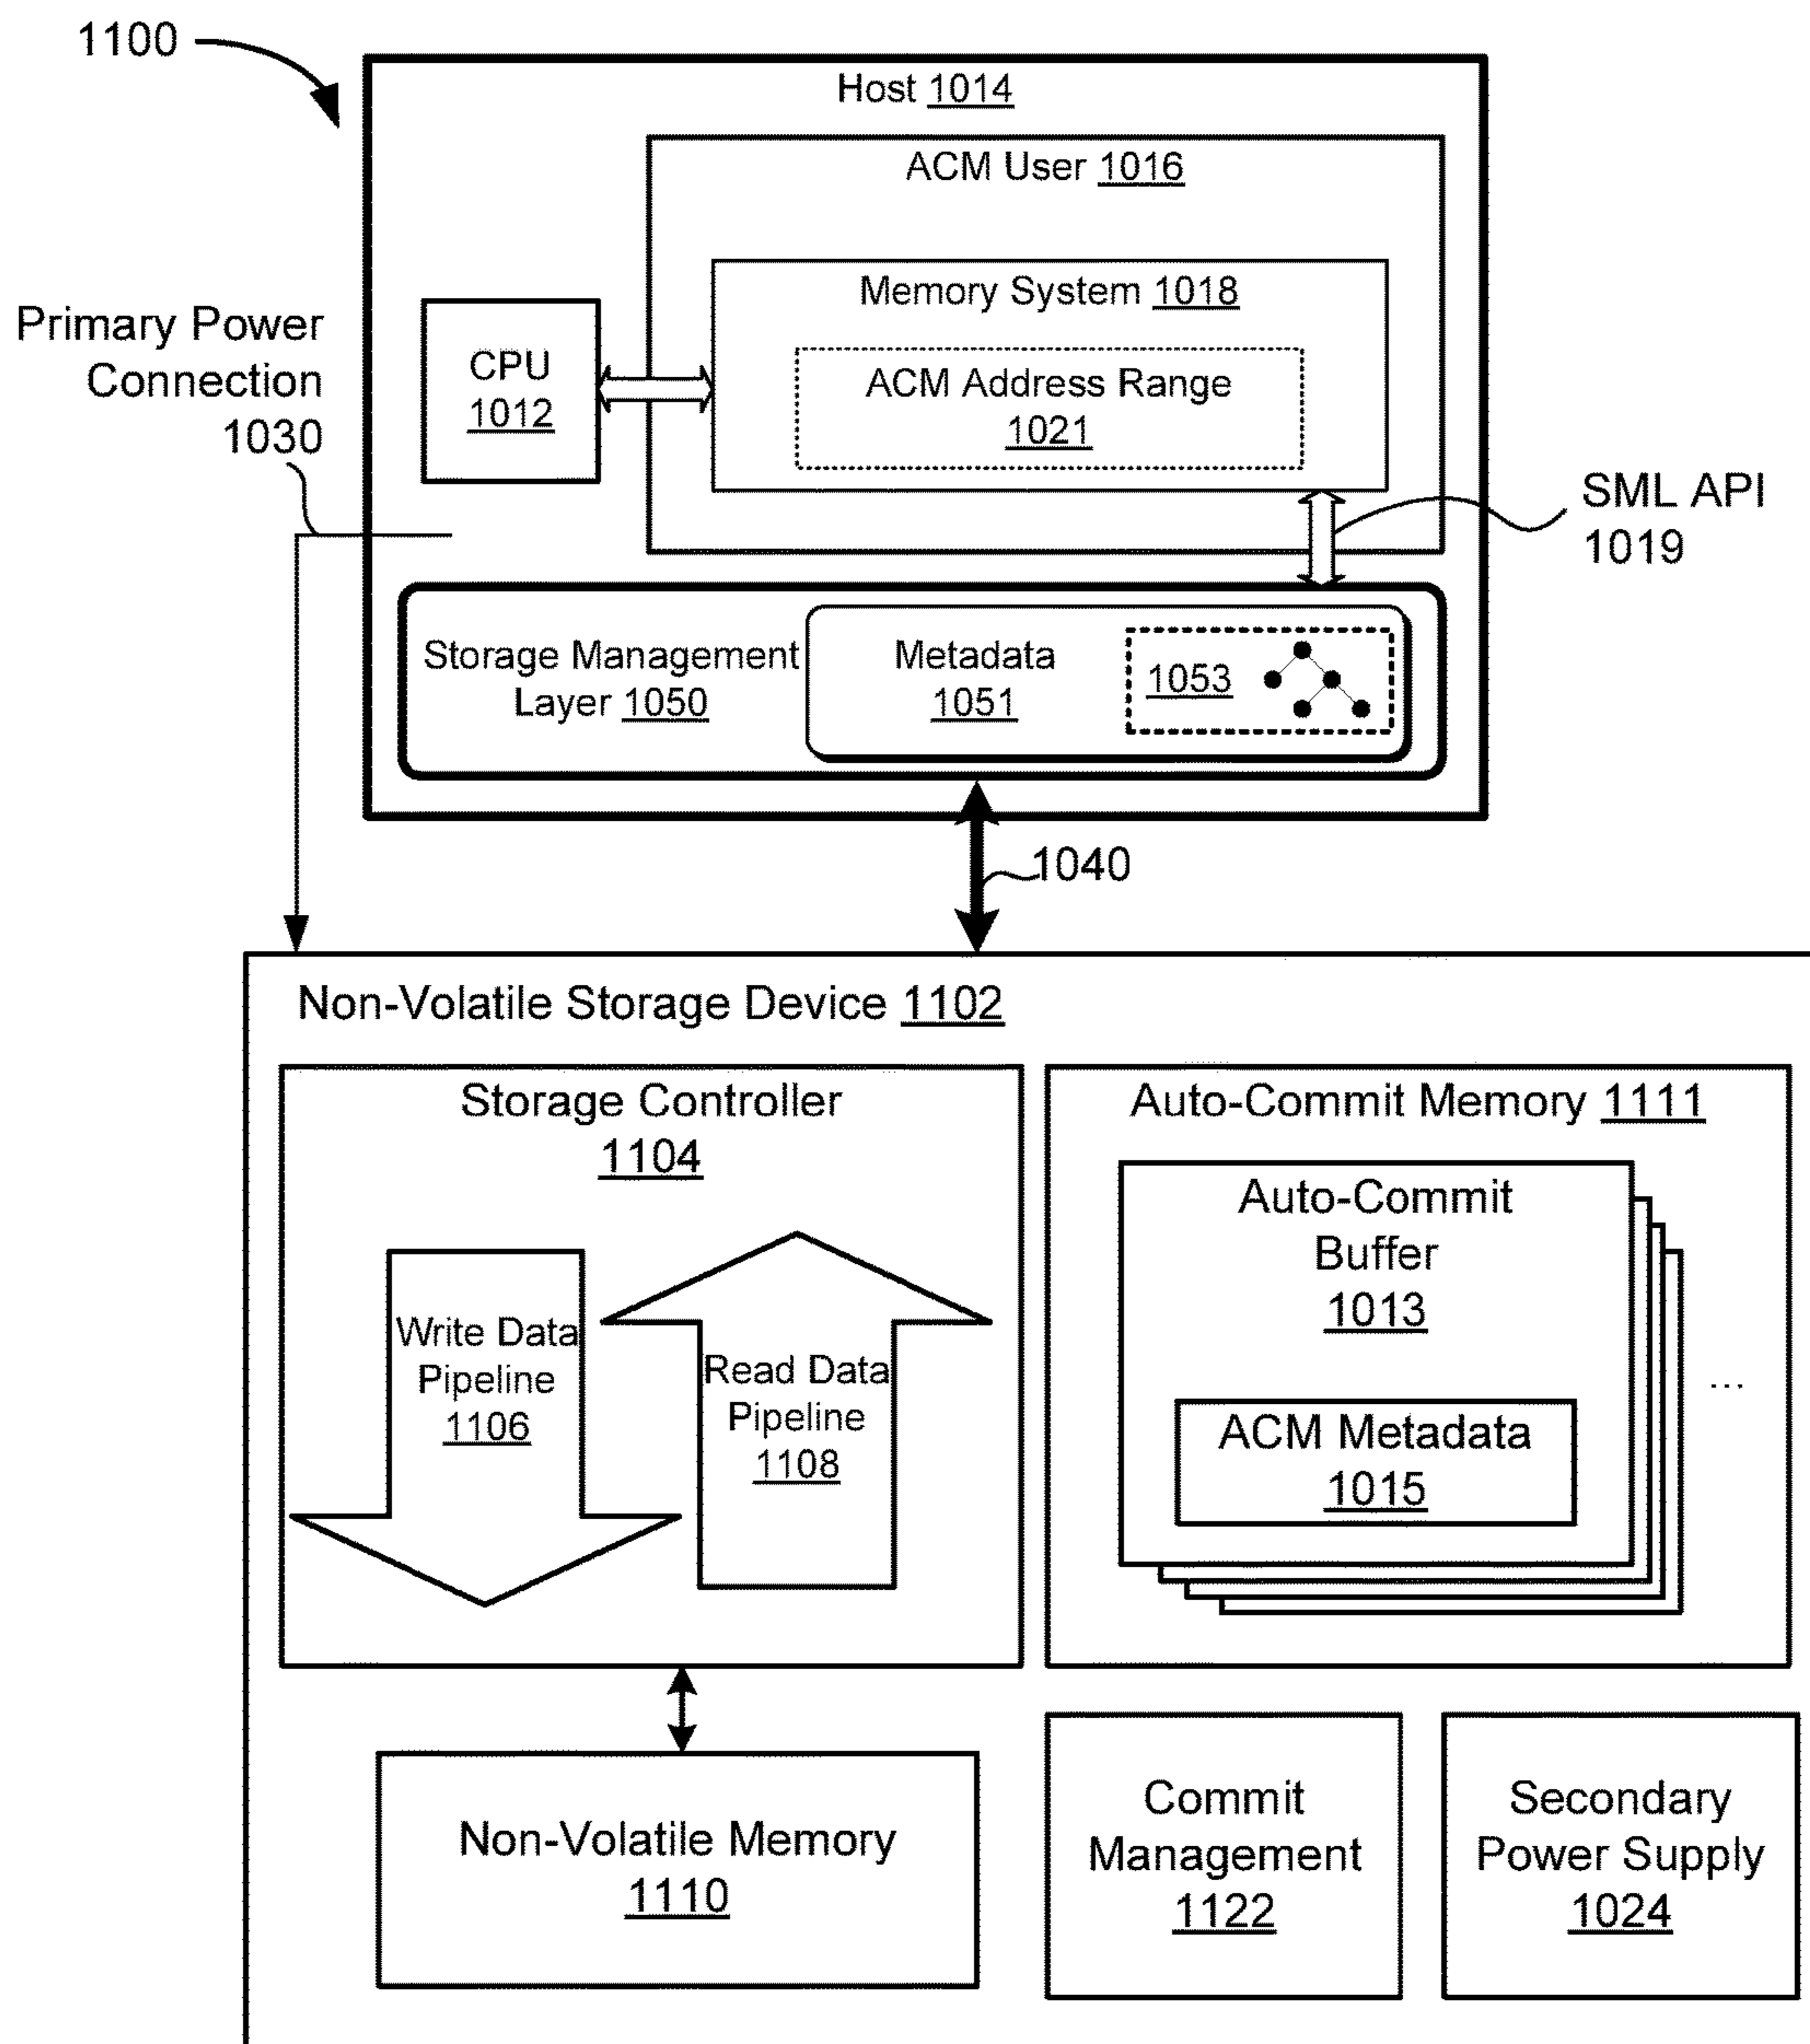 1100
Host 1014
ACM User 1016
Memory System 1018
ACM Address Range
1021
CPU
1012
Primary Power
Connection
1030
SML API
1019
Storage Management
Layer 1050
Metadata
1051
1053
1040
Non-Volatile Storage Device 1102
Storage Controller
1104
Write Data
Pipeline
1106
Read Data
Pipeline
1108
Auto-Commit Memory 1111
Auto-Commit
Buffer
1013
ACM Metadata
1015
...
Non-Volatile Memory
1110
Commit
Management
1122
Secondary
Power Supply
1024